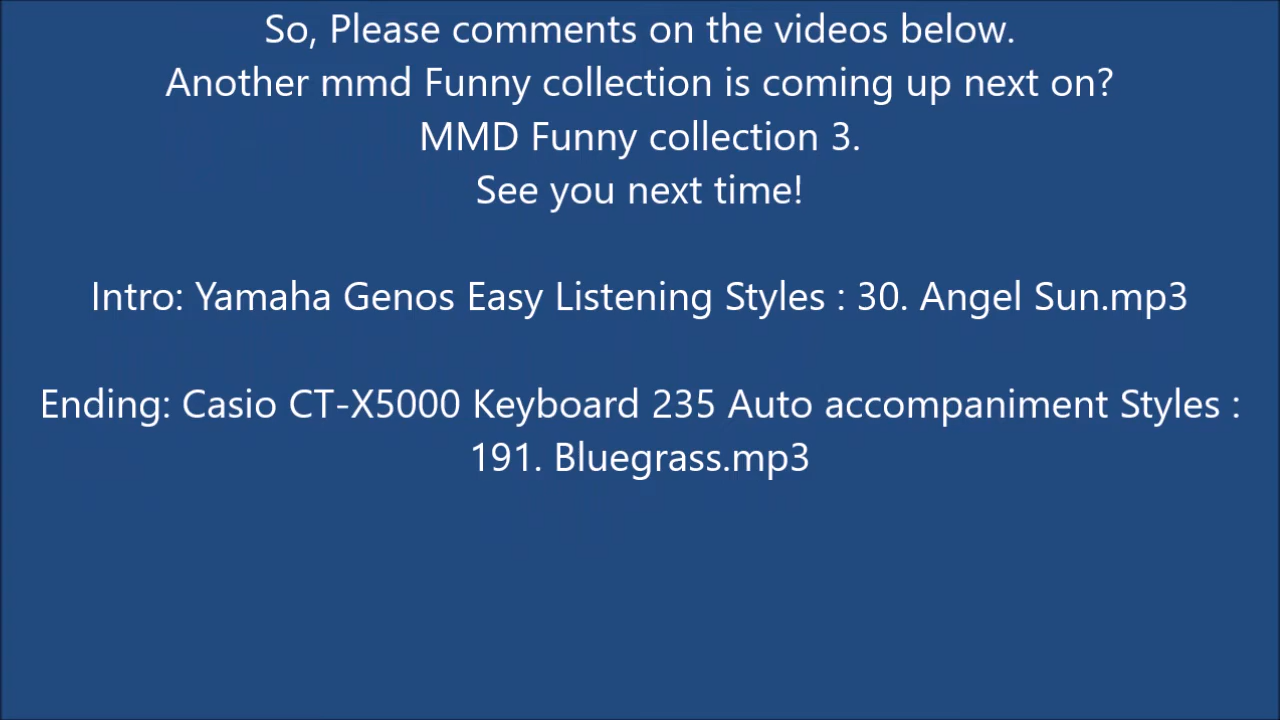 So, Please comments on the videos below.
Another mmd Funny collection is coming up next on?
MMD Funny collection 3.
See you next time!
Intro: Yamaha Genos Easy Listening Styles : 30. Angel Sun.mp3
Ending: Casio CT-X5000 Keyboard 235 Auto accompaniment Styles :
191. Bluegrass.mp3